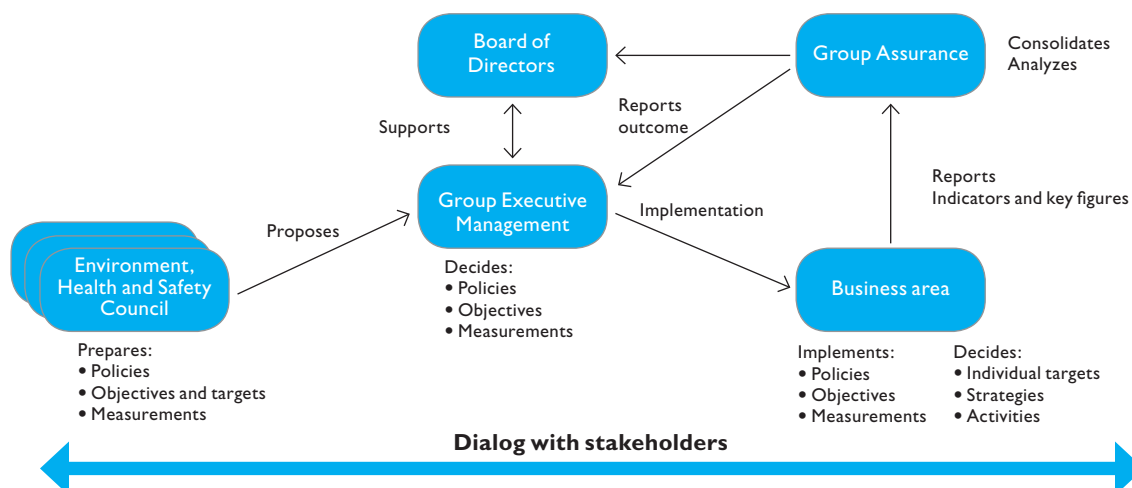 Board of
Directors
Group Assurance
Consolidates
Analyzes
Supports
Reports
outcome
Group Executive
Management
Reports
Indicators and key figures
Proposes
Implementation
Environment,
Health and Safety
Council
Decides:
• Policies
• Objectives
• Measurements
Business area
Prepares:
• Policies
• Objectives and targets
• Measurements
Implements:
• Policies
• Objectives
• Measurements
Decides:
• Individual targets
• Strategies
• Activities
Dialog with stakeholders